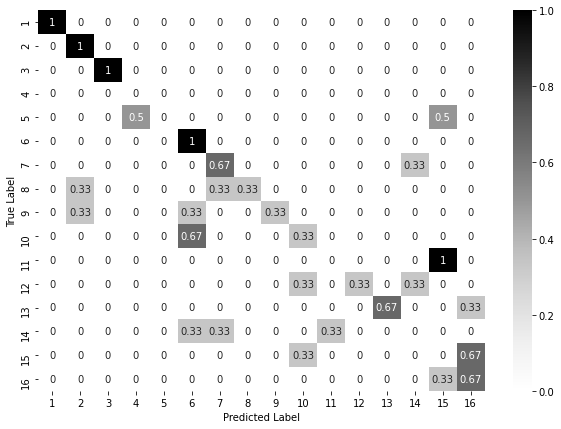 1 1 0 0 0 0 0 0 0 0 0 0 0 0 0 0 0 1.0
2 0 1 0 0 0 0 0 0 0 0 0 0 0 0 0 0
3 0 0 1 0 0 0 0 0 0 0 0 0 0 0 0 0
4 0 0 0 0 0 0 0 0 0 0 0 0 0 0 0 0 0.8
5 0 0 0 0.5 0 0 0 0 0 0 0 0 0 0 0.5 0
6 0 0 0 0 0 1 0 0 0 0 0 0 0 0 0 0
7 0 0 0 0 0 0 0.67 0 0 0 0 0 0 0.33 0 0 0.6
8 0 0.33 0 0 0 0 0.33 0.33 0 0 0 0 0 0 0 0
True Label
9 0 0.33 0 0 0 0.33 0 0 0.33 0 0 0 0 0 0 0
10 0 0 0 0 0 0.67 0 0 0 0.33 0 0 0 0 0 0 0.4
11 0 0 0 0 0 0 0 0 0 0 0 0 0 0 1 0
12 0 0 0 0 0 0 0 0 0 0.33 0 0.33 0 0.33 0 0
13 0 0 0 0 0 0 0 0 0 0 0 0 0.67 0 0 0.33 0.2
14 0 0 0 0 0 0.33 0.33 0 0 0 0.33 0 0 0 0 0
15 0 0 0 0 0 0 0 0 0 0.33 0 0 0 0 0 0.67
16 0 0 0 0 0 0 0 0 0 0 0 0 0 0 0.33 0.67 0.0
1 2 3 4 5 6 7 8 9 10 11 12 13 14 15 16
Predicted Label